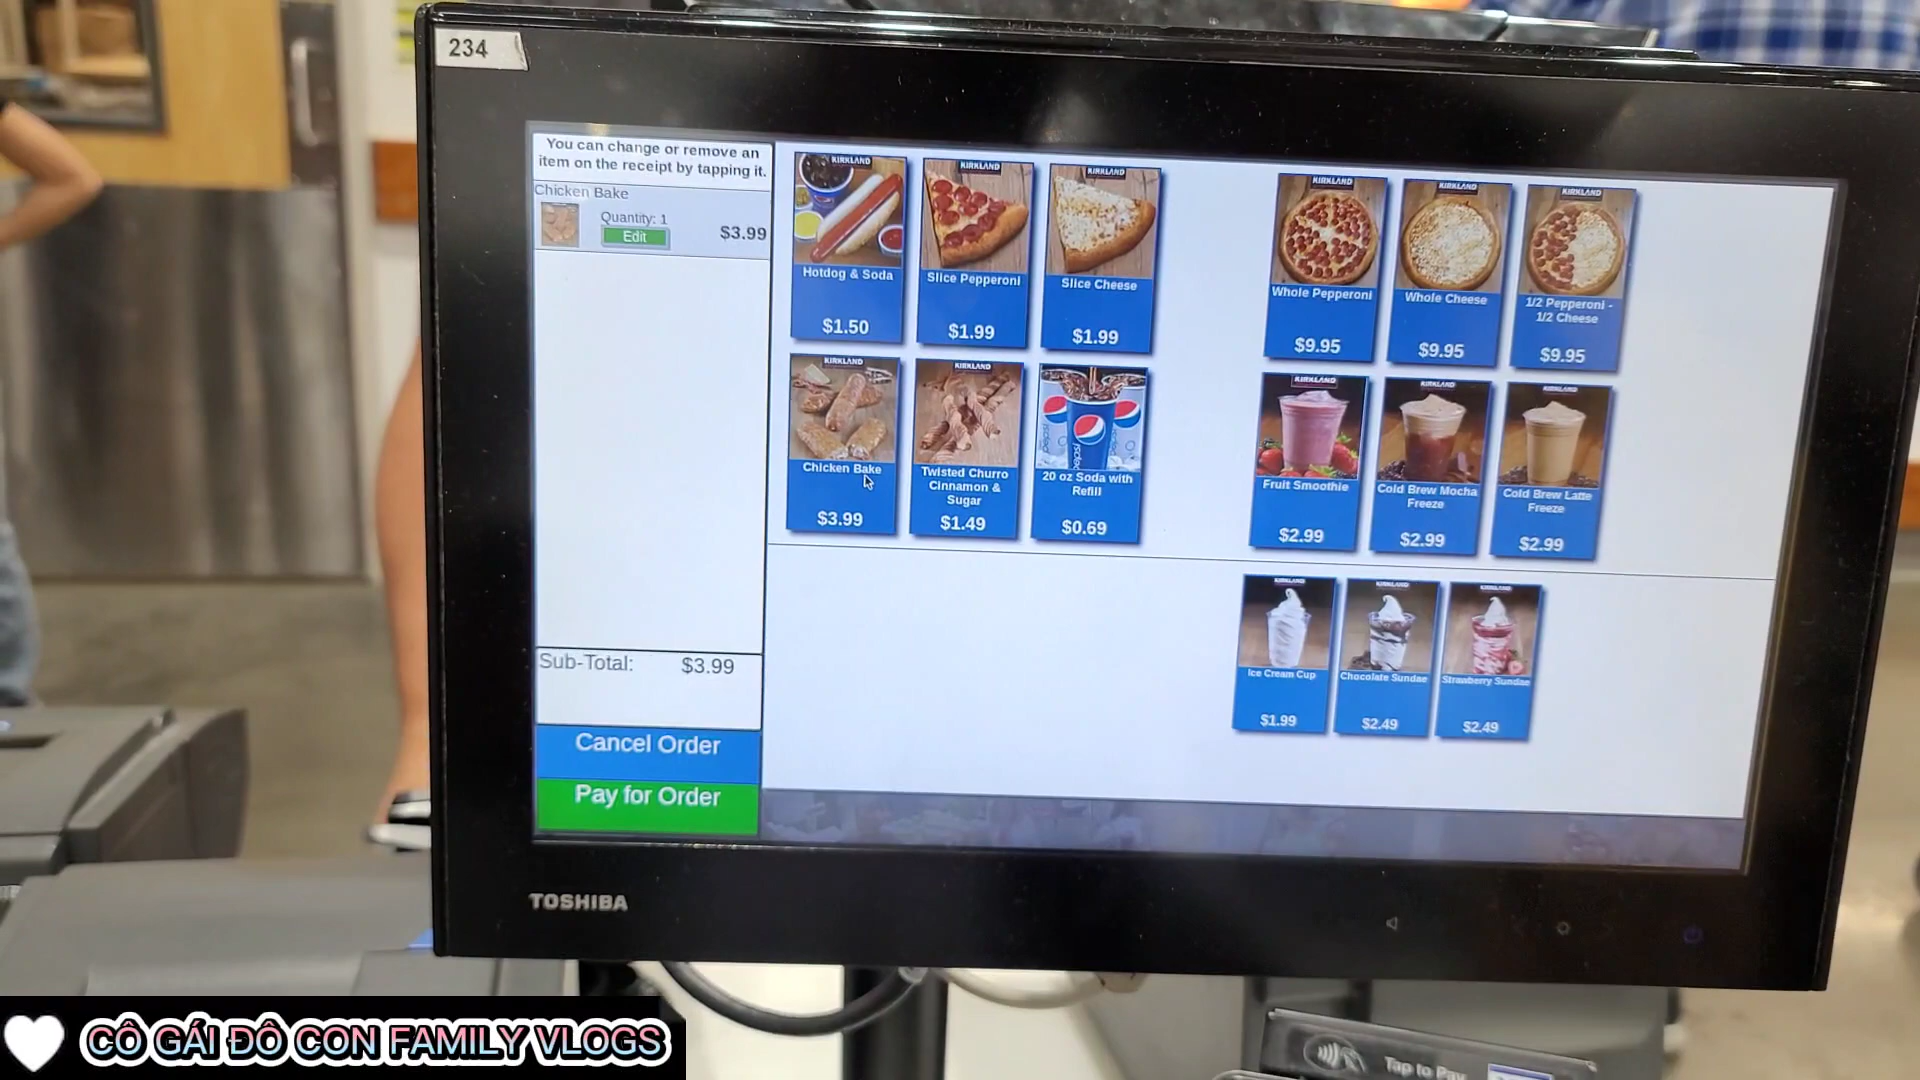 234
You can change or remove an
item on the receipt by tapping it.
Chicken Bake
Quantity: 1
Edit
$3.99
Sub-Total: $3.99
Cancel Order
Pay for Order
KIRKLAND
Hotdog & Soda
$1.50
KIRKLAND
Slice Pepperoni
$1.99
KIRKLAND
Slice Cheese
$1.99
KIRKLAND
Whole Pepperoni
$9.95
KIRKLAND
Whole Cheese
$9.95
KIRKLAND
1/2 Pepperoni -
1/2 Cheese
$9.95
KIRKLAND
Chicken Bake
$3.99
KIRKLAND
Twisted Churro
Cinnamon &
Sugar
$1.49
pepsi
20 oz Soda with
Refill
$0.69
KIRKLAND
Fruit Smoothie
$2.99
KIRKLAND
Cold Brew Mocha
Freeze
$2.99
KIRKLAND
Cold Brew Latte
Freeze
$2.99
KIRKLAND
Ice Cream Cup
$1.99
KIRKLAND
Chocolate Sundae
$2.49
KIRKLAND
Strawberry Sundae
$2.49
TOSHIBA
Tap to Pay
CÔ GÁI ĐÔ CON FAMILY VLOGS